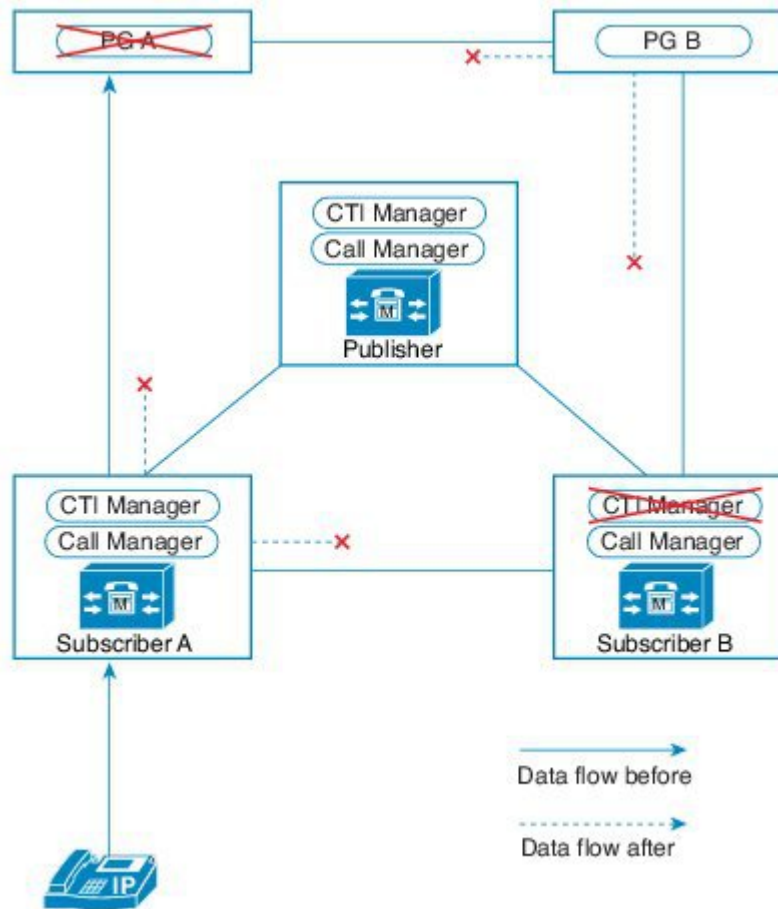 PG A
PG B
CTI Manager
Call Manager
M
Publisher
CTI Manager
Call Manager
M
Subscriber A
CTI Manager
Call Manager
M
Subscriber B
Data flow before
Data flow after
IP